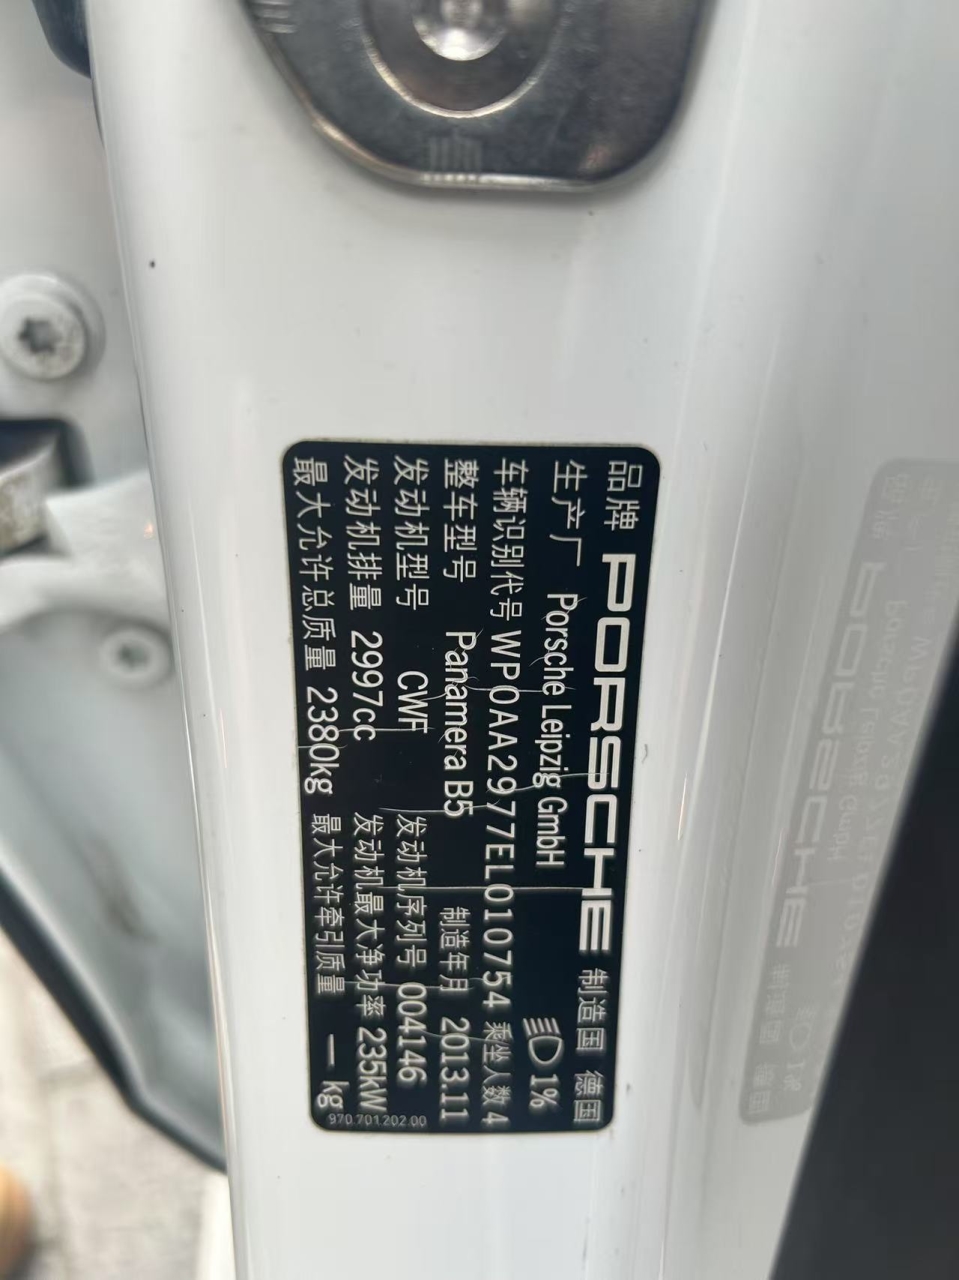 品牌 PORSCHE 制造国 德国
生产厂 Porsche Leipzig GmbH 1%
车辆识别代号 WP0AA2977EL010754 乘坐人数 4
整车型号 Panamera B5 制造年月 2013.11
发动机型号 CWF 发动机序列号 004146
发动机排量 2997cc 发动机最大净功率 235kW
最大允许总质量 2380kg 最大允许牵引质量 — kg
970.701.202.00